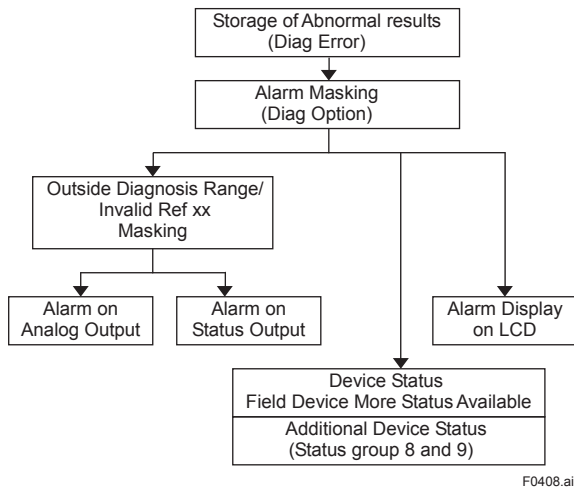 Storage of Abnormal results
(Diag Error)
Alarm Masking
(Diag Option)
Outside Diagnosis Range/
Invalid Ref xx
Masking
Alarm on
Analog Output
Alarm on
Status Output
Alarm Display
on LCD
Device Status
Field Device More Status Available
Additional Device Status
(Status group 8 and 9)
F0408.ai